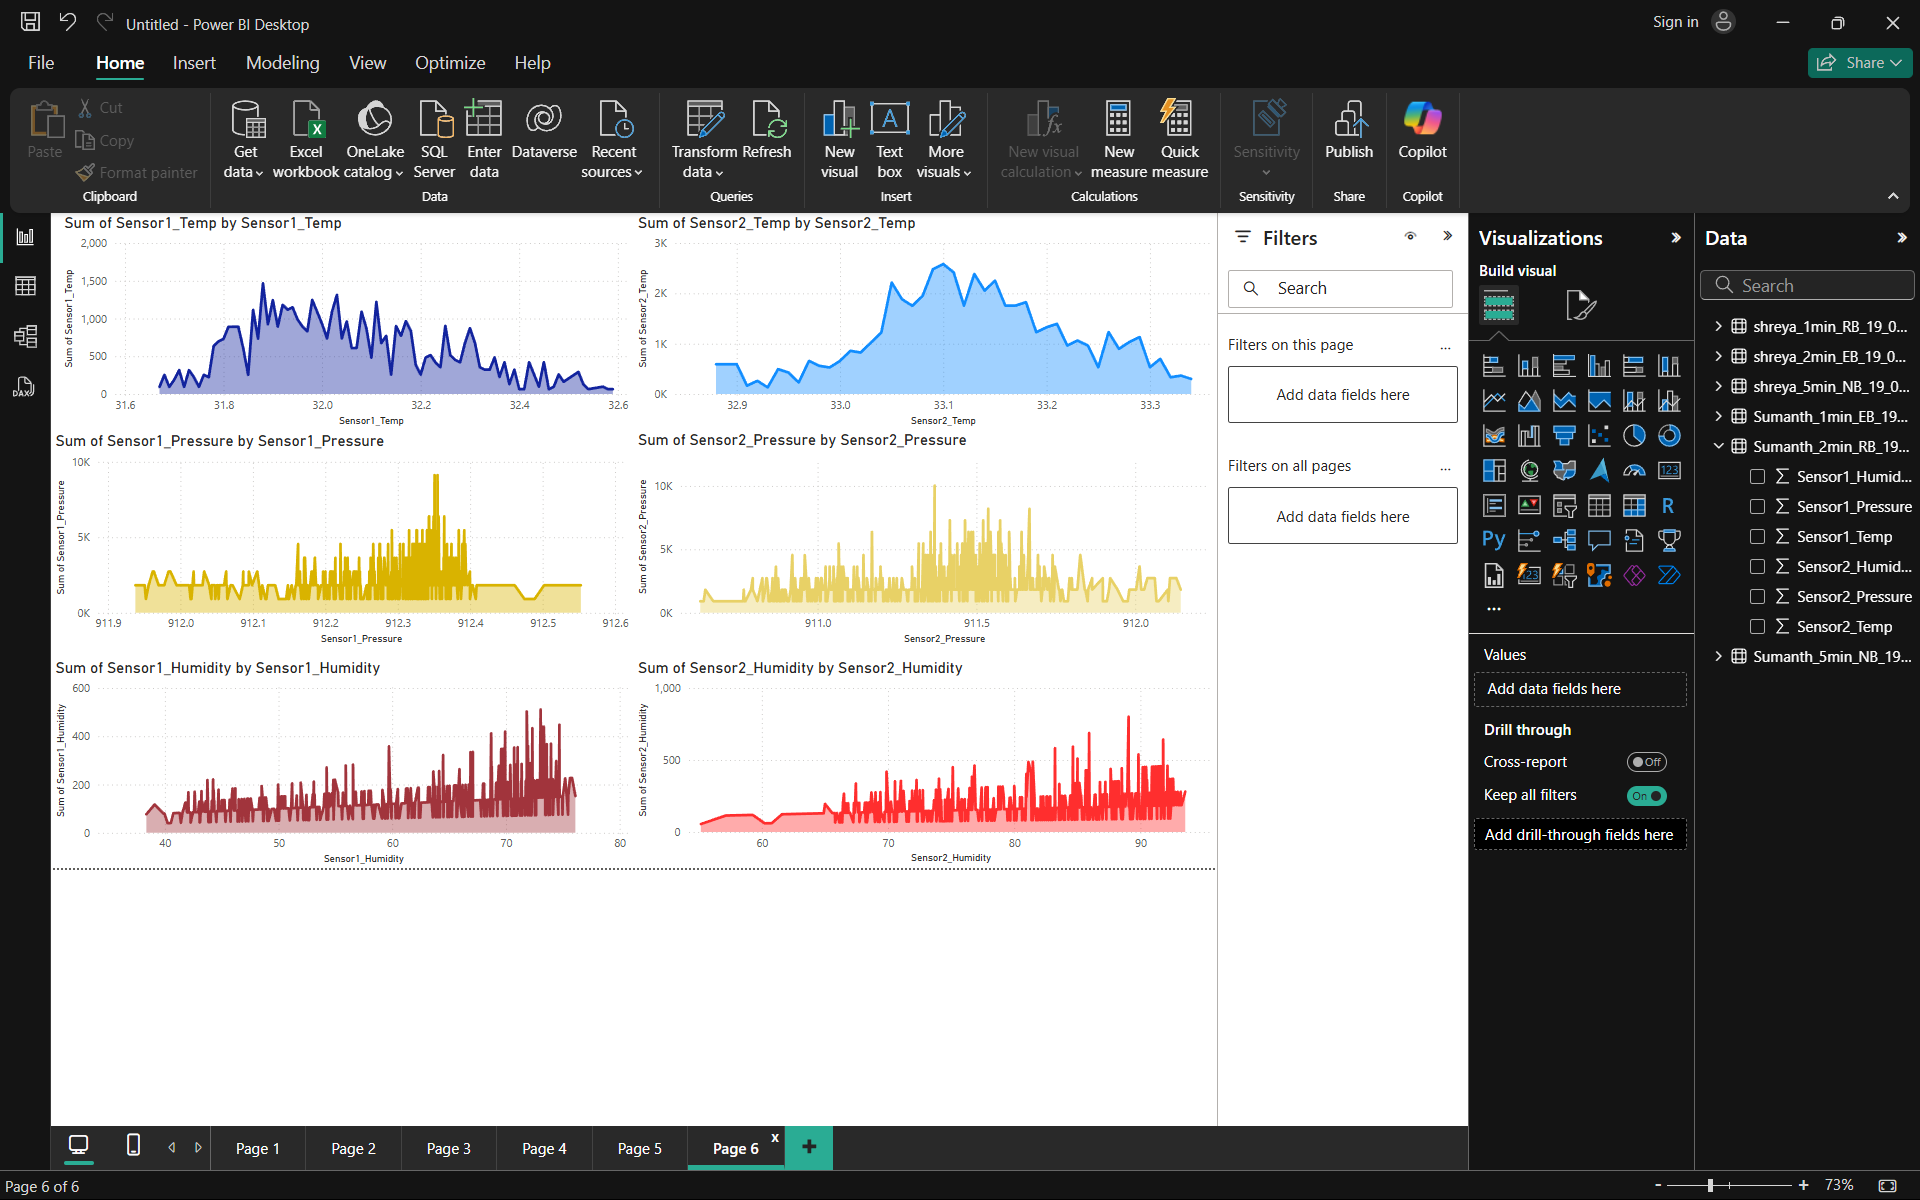 Untitled - Power BI Desktop
Sign in
File
Home
Insert
Modeling
View
Optimize
Help
Share
Paste
Cut
Copy
Format painter
Clipboard
Get data
Excel workbook
OneLake catalog
SQL Server
Enter data
Dataverse
Recent sources
Data
Transform data
Refresh
Queries
New visual
Text box
More visuals
Insert
New visual calculation
New measure
Quick measure
Calculations
Sensitivity
Sensitivity
Publish
Share
Copilot
Copilot
Sum of Sensor1_Temp by Sensor1_Temp
Sum of Sensor1_Temp
2,000
1,500
1,000
500
0
31.6 31.8 32.0 32.2 32.4 32.6
Sensor1_Temp
Sum of Sensor2_Temp by Sensor2_Temp
Sum of Sensor2_Temp
3K
2K
1K
0K
32.9 33.0 33.1 33.2 33.3
Sensor2_Temp
Sum of Sensor1_Pressure by Sensor1_Pressure
Sum of Sensor1_Pressure
10K
5K
0K
911.9 912.0 912.1 912.2 912.3 912.4 912.5 912.6
Sensor1_Pressure
Sum of Sensor2_Pressure by Sensor2_Pressure
Sum of Sensor2_Pressure
10K
5K
0K
911.0 911.5 912.0
Sensor2_Pressure
Sum of Sensor1_Humidity by Sensor1_Humidity
Sum of Sensor1_Humidity
600
400
200
0
40 50 60 70 80
Sensor1_Humidity
Sum of Sensor2_Humidity by Sensor2_Humidity
Sum of Sensor2_Humidity
1,000
500
0
60 70 80 90
Sensor2_Humidity
Filters
Search
Filters on this page
...
Add data fields here
Filters on all pages
...
Add data fields here
Visualizations
Build visual
123
R
Py
123
...
Values
Add data fields here
Drill through
Cross-report
Off
Keep all filters
On
Add drill-through fields here
Data
Search
shreya_1min_RB_19_0...
shreya_2min_EB_19_0...
shreya_5min_NB_19_0...
Sumanth_1min_EB_19...
Sumanth_2min_RB_19...
Sensor1_Humid...
Sensor1_Pressure
Sensor1_Temp
Sensor2_Humid...
Sensor2_Pressure
Sensor2_Temp
Sumanth_5min_NB_19...
DAX
Page 1
Page 2
Page 3
Page 4
Page 5
Page 6
x
+
Page 6 of 6
- + 73%